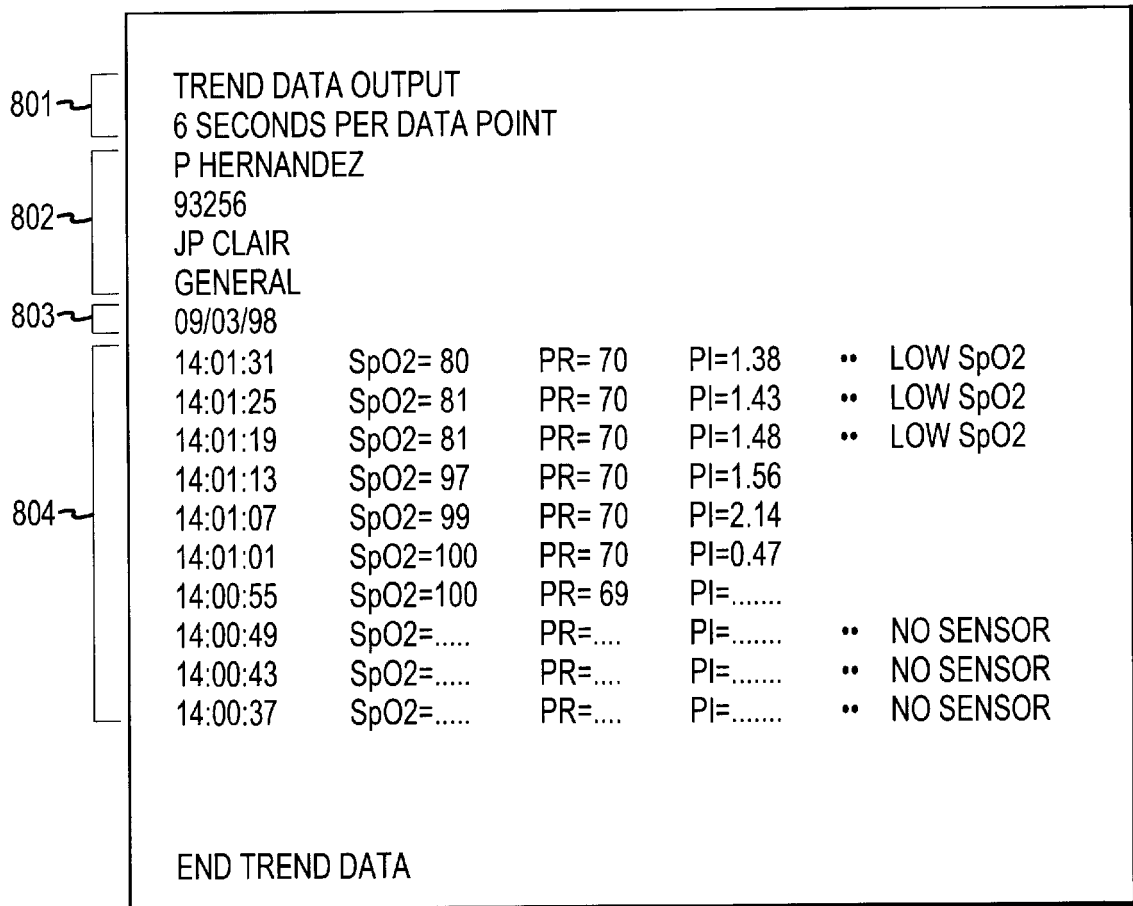 801
TREND DATA OUTPUT
6 SECONDS PER DATA POINT
802
P HERNANDEZ
93256
JP CLAIR
GENERAL
803
09/03/98
804
14:01:31 SpO2= 80 PR= 70 PI=1.38 •• LOW SpO2
14:01:25 SpO2= 81 PR= 70 PI=1.43 •• LOW SpO2
14:01:19 SpO2= 81 PR= 70 PI=1.48 •• LOW SpO2
14:01:13 SpO2= 97 PR= 70 PI=1.56
14:01:07 SpO2= 99 PR= 70 PI=2.14
14:01:01 SpO2=100 PR= 70 PI=0.47
14:00:55 SpO2=100 PR= 69 PI=.......
14:00:49 SpO2=..... PR=.... PI=....... •• NO SENSOR
14:00:43 SpO2=..... PR=.... PI=....... •• NO SENSOR
14:00:37 SpO2=..... PR=.... PI=....... •• NO SENSOR
END TREND DATA